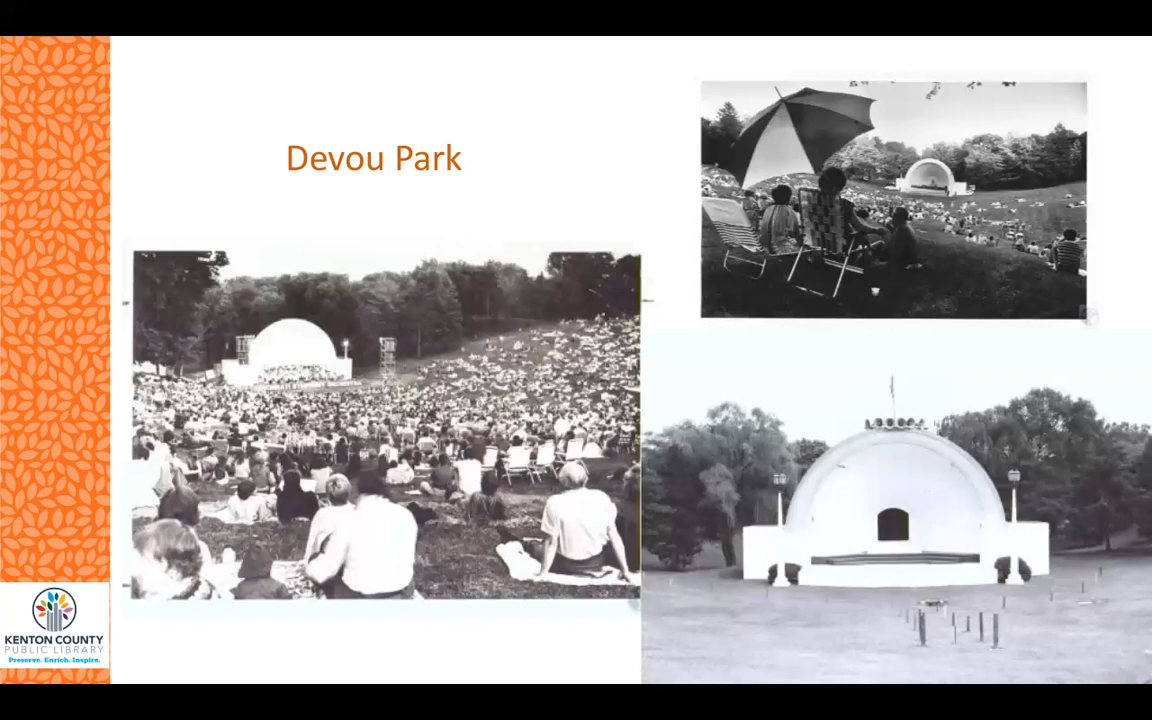 Devou Park
KENTON COUNTY
PUBLIC LIBRARY
Preserve. Enrich. Inspire.